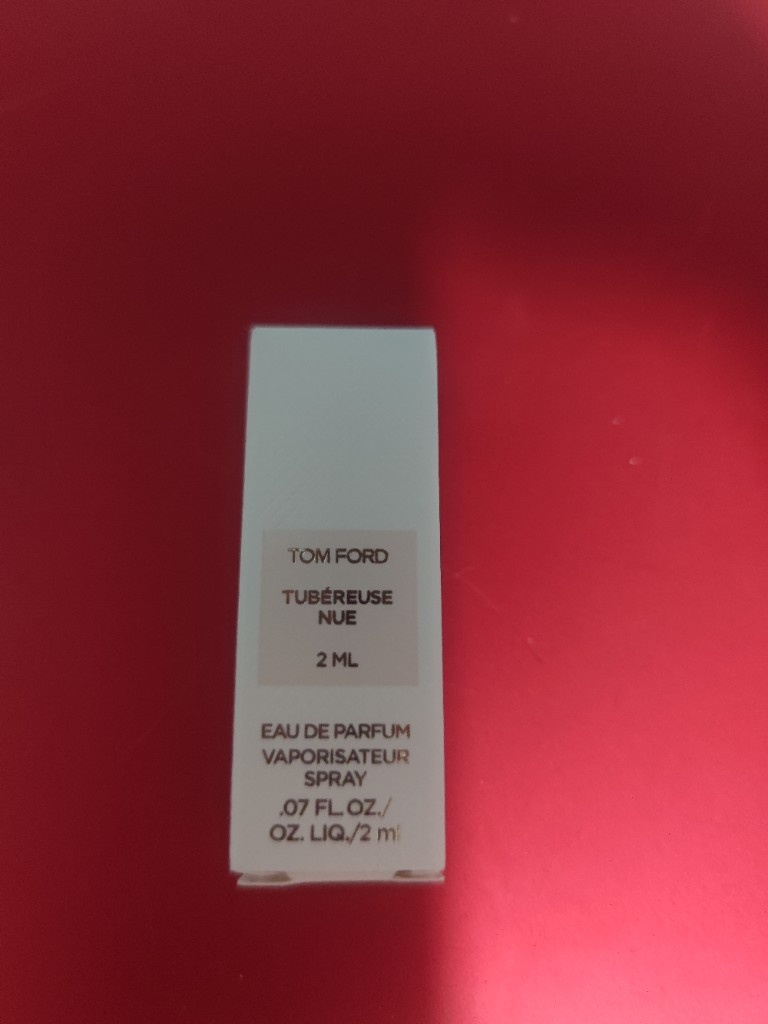 TOM FORD
TUBÉREUSE
NUE
2 ML
EAU DE PARFUM
VAPORISATEUR
SPRAY
.07 FL. OZ./
OZ. LIQ./2 ml